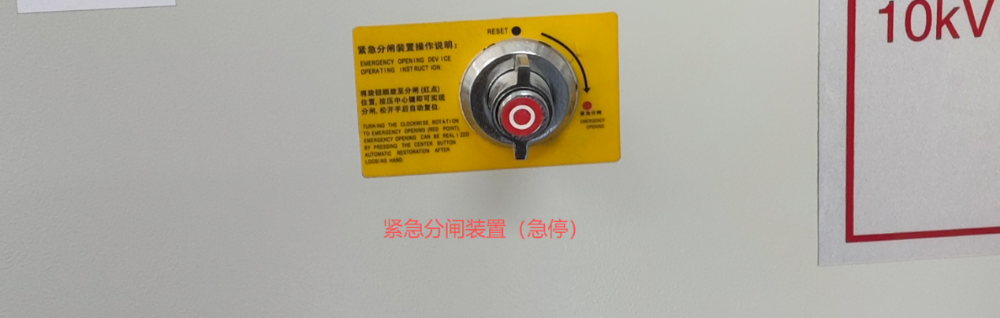 10kV
RESET
紧急分闸装置操作说明：
EMERGENCY OPENING DEVICE
OPERATING INSTRUCTION:
将旋钮顺旋至分闸(红点)
位置,按压中心键即可实现
分闸,松开手后自动复位.
TURNING THE CLOCKWISE ROTATION
TO EMERGENCY OPENING (RED POINT),
EMERGENCY OPENING CAN BE REALIZED
BY PRESSING THE CENTER BUTTON.
AUTOMATIC RESTORATION AFTER
LOOSING HAND.
紧急分闸
EMERGENCY
OPENING
紧急分闸装置（急停）